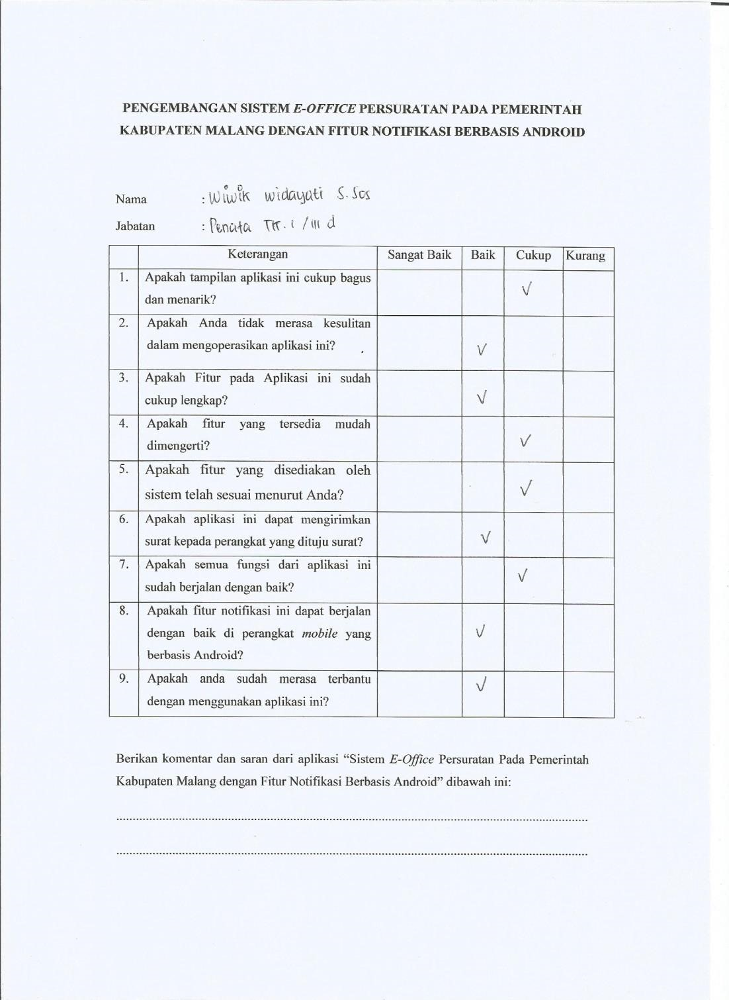 PENGEMBANGAN SISTEM E-OFFICE PERSURATAN PADA PEMERINTAH
KABUPATEN MALANG DENGAN FITUR NOTIFIKASI BERBASIS ANDROID
Nama : Wiwik widayati S.Sos
Jabatan : Penata TK. I / III d
Keterangan Sangat Baik Baik Cukup Kurang
1. Apakah tampilan aplikasi ini cukup bagus √
dan menarik?
2. Apakah Anda tidak merasa kesulitan
dalam mengoperasikan aplikasi ini? √
3. Apakah Fitur pada Aplikasi ini sudah
cukup lengkap? √
4. Apakah fitur yang tersedia mudah
dimengerti? √
5. Apakah fitur yang disediakan oleh
sistem telah sesuai menurut Anda? √
6. Apakah aplikasi ini dapat mengirimkan
surat kepada perangkat yang dituju surat? √
7. Apakah semua fungsi dari aplikasi ini √
sudah berjalan dengan baik?
8. Apakah fitur notifikasi ini dapat berjalan
dengan baik di perangkat mobile yang √
berbasis Android?
9. Apakah anda sudah merasa terbantu √
dengan menggunakan aplikasi ini?
Berikan komentar dan saran dari aplikasi “Sistem E-Office Persuratan Pada Pemerintah
Kabupaten Malang dengan Fitur Notifikasi Berbasis Android” dibawah ini: